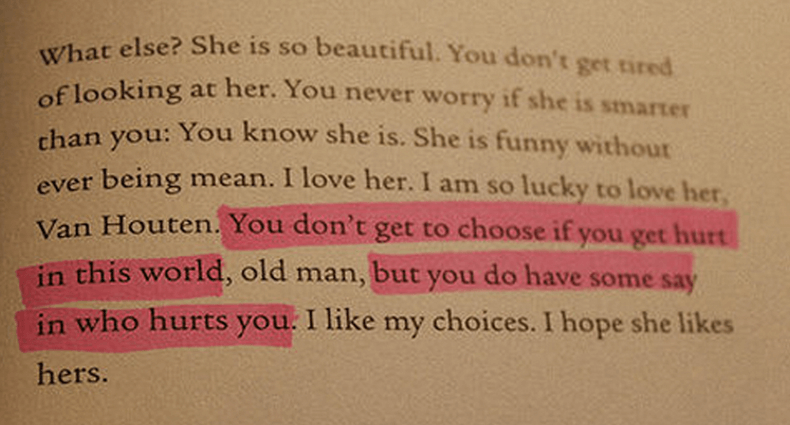 What else? She is so beautiful. You don't get tired
of looking at her. You never worry if she is smarter
than you: You know she is. She is funny without
ever being mean. I love her. I am so lucky to love her,
Van Houten. You don't get to choose if you get hurt
in this world, old man, but you do have some say
in who hurts you. I like my choices. I hope she likes
hers.